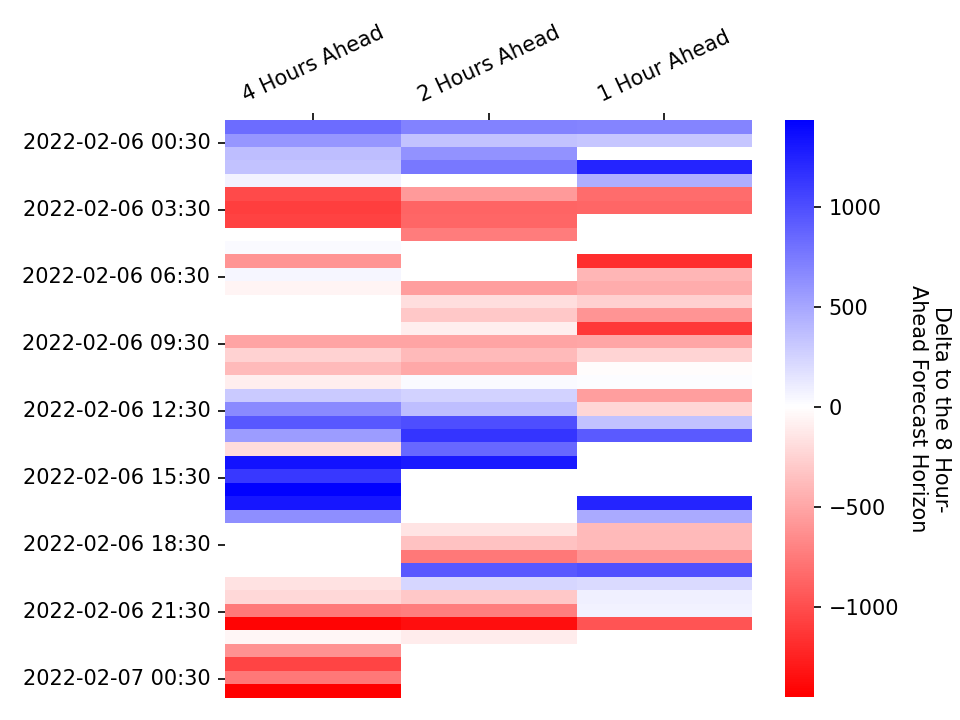 4 Hours Ahead
2 Hours Ahead
1 Hour Ahead
2022-02-06 00:30
2022-02-06 03:30
2022-02-06 06:30
2022-02-06 09:30
2022-02-06 12:30
2022-02-06 15:30
2022-02-06 18:30
2022-02-06 21:30
2022-02-07 00:30
1000
500
0
−500
−1000
Delta to the 8 Hour-
Ahead Forecast Horizon